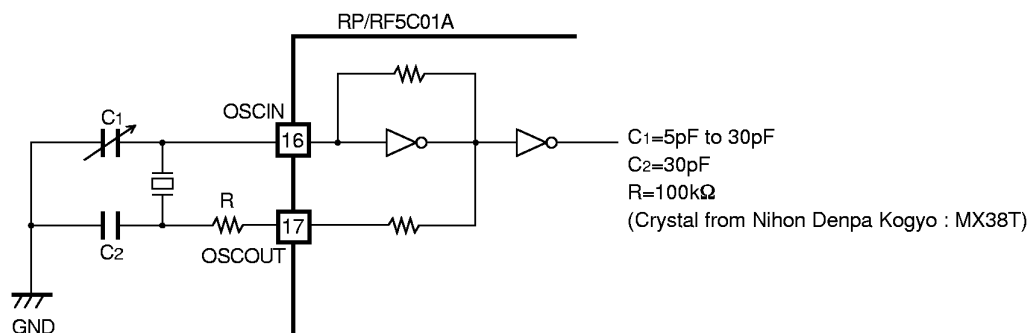 RP/RF5C01A
C1
OSCIN
16
R
17
C2
OSCOUT
GND
C1=5pF to 30pF
C2=30pF
R=100kΩ
(Crystal from Nihon Denpa Kogyo : MX38T)